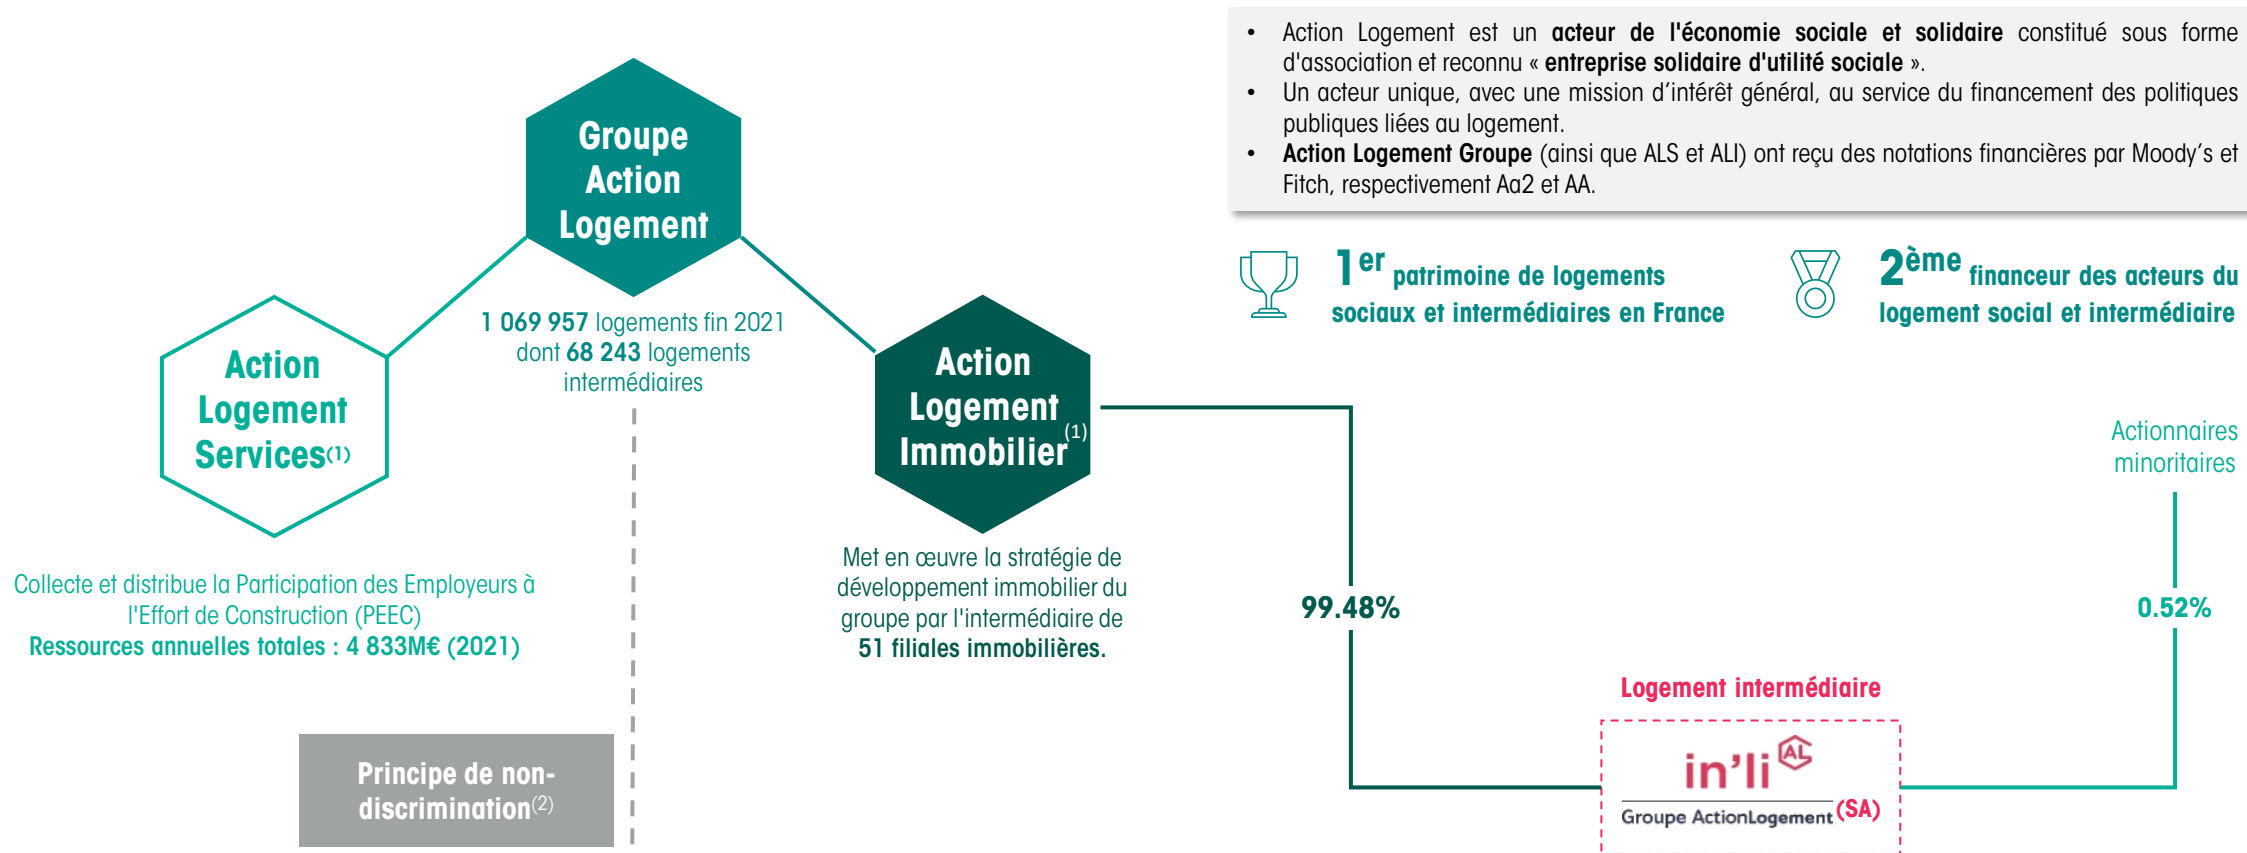 • Action Logement est un acteur de l'économie sociale et solidaire constitué sous forme
d'association et reconnu « entreprise solidaire d'utilité sociale ».
• Un acteur unique, avec une mission d’intérêt général, au service du financement des politiques
publiques liées au logement.
• Action Logement Groupe (ainsi que ALS et ALI) ont reçu des notations financières par Moody’s et
Fitch, respectivement Aa2 et AA.
Groupe
Action
Logement
1er patrimoine de logements
sociaux et intermédiaires en France
2ème financeur des acteurs du
logement social et intermédiaire
1 069 957 logements fin 2021
dont 68 243 logements
intermédiaires
Action
Logement
Services(1)
Action
Logement
Immobilier(1)
Actionnaires
minoritaires
Collecte et distribue la Participation des Employeurs à
l'Effort de Construction (PEEC)
Ressources annuelles totales : 4 833M€ (2021)
Met en œuvre la stratégie de
développement immobilier du
groupe par l'intermédiaire de
51 filiales immobilières.
99.48%
0.52%
Logement intermédiaire
Principe de non-
discrimination(2)
in'li AL
Groupe ActionLogement (SA)